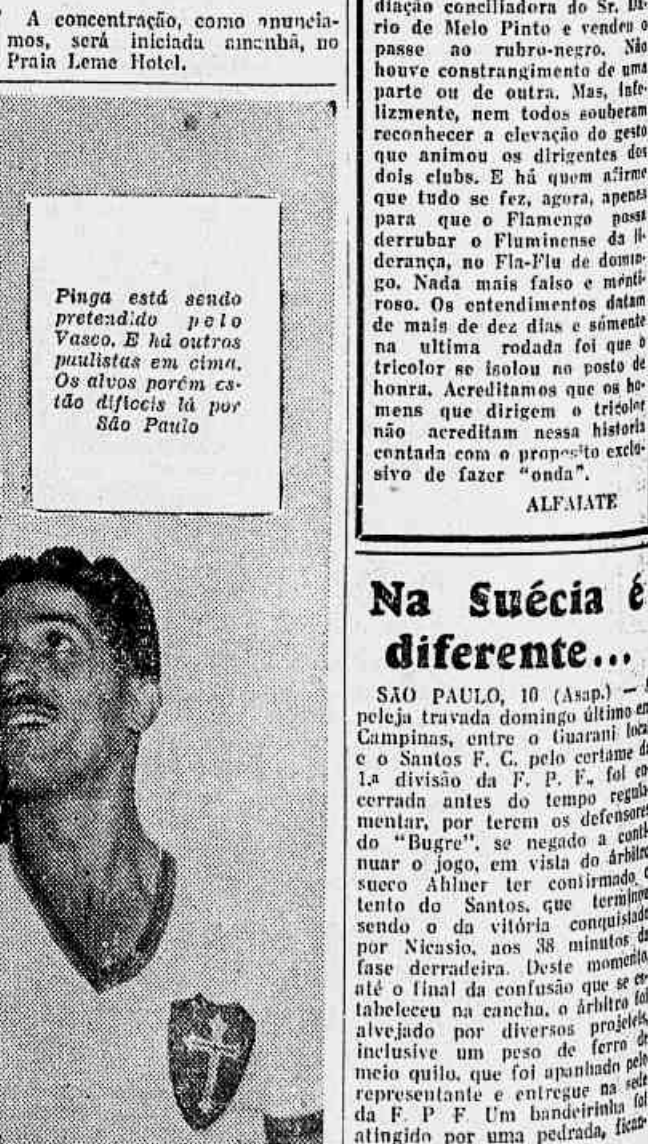 A concentração, como anuncia-
mos, será iniciada amanhã, no
Praia Leme Hotel.
Pinga está sendo
pretendido pelo
Vasco. E há outros
paulistas em cima.
Os alvos porém es-
tão dificeis lá por
São Paulo
diação conciliadora do Sr. Da-
rio de Melo Pinto e vendeu o
passe ao rubro-negro. Não
houve constrangimento de uma
parte ou de outra. Mas, infe-
lizmente, nem todos souberam
reconhecer a elevação do gesto
que animou os dirigentes dos
dois clubs. E há quem afirme
que tudo se fez, agora, apenas
para que o Flamengo possa
derrubar o Fluminense da li-
derança, no Fla-Flu de domin-
go. Nada mais falso e menti-
roso. Os entendimentos datam
de mais de dez dias e sómente
na ultima rodada foi que o
tricolor se isolou no posto de
honra. Acreditamos que os ho-
mens que dirigem o tricolor
não acreditam nessa historia
contada com o proposito exclu-
sivo de fazer "onda".
ALFAIATE
Na Suécia é
diferente...
SÃO PAULO, 10 (Asap.) —
peleja travada domingo último em
Campinas, entre o Guarani local
e o Santos F. C. pelo certame da
1.ª divisão da F. P. F., foi en-
cerrada antes do tempo regula-
mentar, por terem os defensores
do "Bugre", se negado a conti-
nuar o jogo, em vista do árbitro
sueco Ahlner ter confirmado o
tento do Santos, que terminou
sendo o da vitória conquistado
por Nicasio, aos 38 minutos da
fase derradeira. Deste momento
até o final da confusão que se es-
tabeleceu na cancha, o árbitro foi
alvejado por diversos projeteis,
inclusive um peso de ferro de
meio quilo, que foi apanhado pelo
representante e entregue na sede
da F. P. F. Um bandeirinha foi
atingido por uma pedrada, fican-